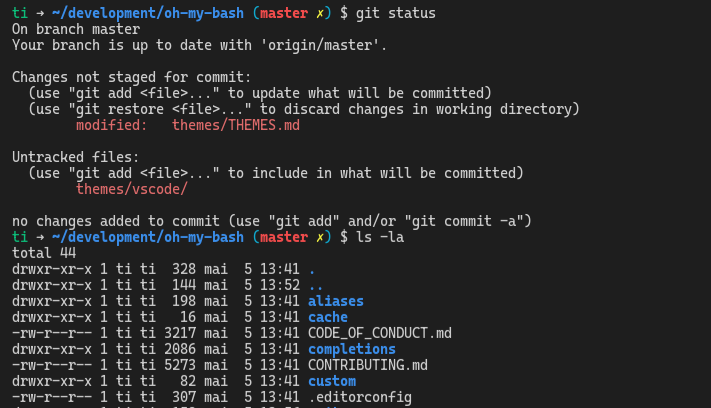 ti → ~/development/oh-my-bash (master ✗) $ git status
On branch master
Your branch is up to date with 'origin/master'.
Changes not staged for commit:
(use "git add <file>..." to update what will be committed)
(use "git restore <file>..." to discard changes in working directory)
modified: themes/THEMES.md
Untracked files:
(use "git add <file>..." to include in what will be committed)
themes/vscode/
no changes added to commit (use "git add" and/or "git commit -a")
ti → ~/development/oh-my-bash (master ✗) $ ls -la
total 44
drwxr-xr-x 1 ti ti 328 mai 5 13:41 .
drwxr-xr-x 1 ti ti 144 mai 5 13:52 ..
drwxr-xr-x 1 ti ti 198 mai 5 13:41 aliases
drwxr-xr-x 1 ti ti 16 mai 5 13:41 cache
-rw-r--r-- 1 ti ti 3217 mai 5 13:41 CODE_OF_CONDUCT.md
drwxr-xr-x 1 ti ti 2086 mai 5 13:41 completions
-rw-r--r-- 1 ti ti 5273 mai 5 13:41 CONTRIBUTING.md
drwxr-xr-x 1 ti ti 82 mai 5 13:41 custom
-rw-r--r-- 1 ti ti 307 mai 5 13:41 .editorconfig